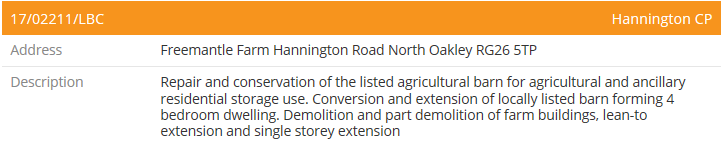 17/02211/LBC Hannington CP
Address Freemantle Farm Hannington Road North Oakley RG26 5TP
Description Repair and conservation of the listed agricultural barn for agricultural and ancillary
residential storage use. Conversion and extension of locally listed barn forming 4
bedroom dwelling. Demolition and part demolition of farm buildings, lean-to
extension and single storey extension